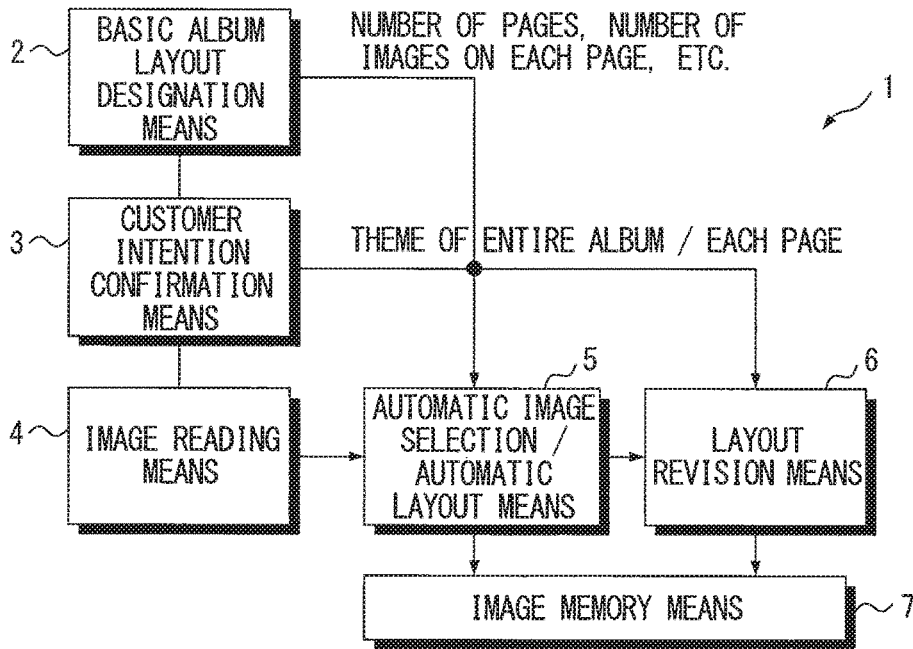 2
BASIC ALBUM
LAYOUT
DESIGNATION
MEANS
NUMBER OF PAGES, NUMBER OF
IMAGES ON EACH PAGE, ETC.
1
3
CUSTOMER
INTENTION
CONFIRMATION
MEANS
THEME OF ENTIRE ALBUM / EACH PAGE
4
IMAGE READING
MEANS
5
AUTOMATIC IMAGE
SELECTION /
AUTOMATIC
LAYOUT MEANS
6
LAYOUT
REVISION MEANS
IMAGE MEMORY MEANS
7